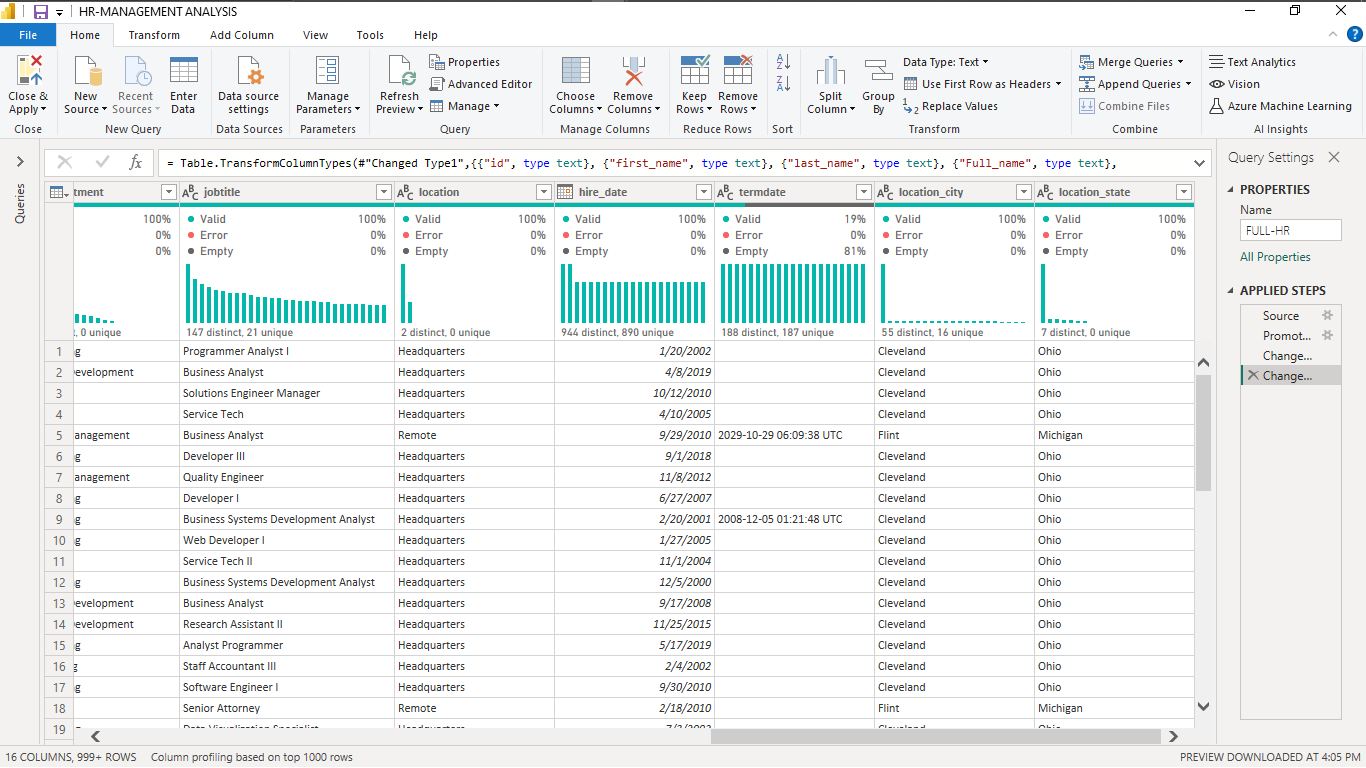 HR-MANAGEMENT ANALYSIS
File Home Transform Add Column View Tools Help
Close & Apply
Close
New Source
Recent Sources
Enter Data
New Query
Data source settings
Data Sources
Manage Parameters
Parameters
Refresh Preview
Properties
Advanced Editor
Manage
Query
Choose Columns
Remove Columns
Manage Columns
Keep Rows
Remove Rows
Reduce Rows
Sort
Split Column
Group By
Data Type: Text
Use First Row as Headers
Replace Values
Transform
Merge Queries
Append Queries
Combine Files
Combine
Text Analytics
Vision
Azure Machine Learning
AI Insights
Queries
= Table.TransformColumnTypes(#"Changed Type1",{{"id", type text}, {"first_name", type text}, {"last_name", type text}, {"Full_name", type text},
tment jobtitle location hire_date termdate location_city location_state
100% Valid 100% Valid 100% Valid 100% Valid 19% Valid 100% Valid 100%
0% Error 0% Error 0% Error 0% Error 0% Error 0% Error 0%
0% Empty 0% Empty 0% Empty 0% Empty 81% Empty 0% Empty 0%
t, 0 unique 147 distinct, 21 unique 2 distinct, 0 unique 944 distinct, 890 unique 188 distinct, 187 unique 55 distinct, 16 unique 7 distinct, 0 unique
1 g Programmer Analyst I Headquarters 1/20/2002 Cleveland Ohio
2 evelopment Business Analyst Headquarters 4/8/2019 Cleveland Ohio
3 Solutions Engineer Manager Headquarters 10/12/2010 Cleveland Ohio
4 Service Tech Headquarters 4/10/2005 Cleveland Ohio
5 anagement Business Analyst Remote 9/29/2010 2029-10-29 06:09:38 UTC Flint Michigan
6 g Developer III Headquarters 9/1/2018 Cleveland Ohio
7 anagement Quality Engineer Headquarters 11/8/2012 Cleveland Ohio
8 g Developer I Headquarters 6/27/2007 Cleveland Ohio
9 g Business Systems Development Analyst Headquarters 2/20/2001 2008-12-05 01:21:48 UTC Cleveland Ohio
10 g Web Developer I Headquarters 1/27/2005 Cleveland Ohio
11 Service Tech II Headquarters 11/1/2004 Cleveland Ohio
12 g Business Systems Development Analyst Headquarters 12/5/2000 Cleveland Ohio
13 evelopment Business Analyst Headquarters 9/17/2008 Cleveland Ohio
14 evelopment Research Assistant II Headquarters 11/25/2015 Cleveland Ohio
15 g Analyst Programmer Headquarters 5/17/2019 Cleveland Ohio
16 g Staff Accountant III Headquarters 2/4/2002 Cleveland Ohio
17 g Software Engineer I Headquarters 9/30/2010 Cleveland Ohio
18 Senior Attorney Remote 2/18/2010 Flint Michigan
19
Query Settings
PROPERTIES
Name
FULL-HR
All Properties
APPLIED STEPS
Source
Promot...
Change...
Change...
16 COLUMNS, 999+ ROWS Column profiling based on top 1000 rows
PREVIEW DOWNLOADED AT 4:05 PM